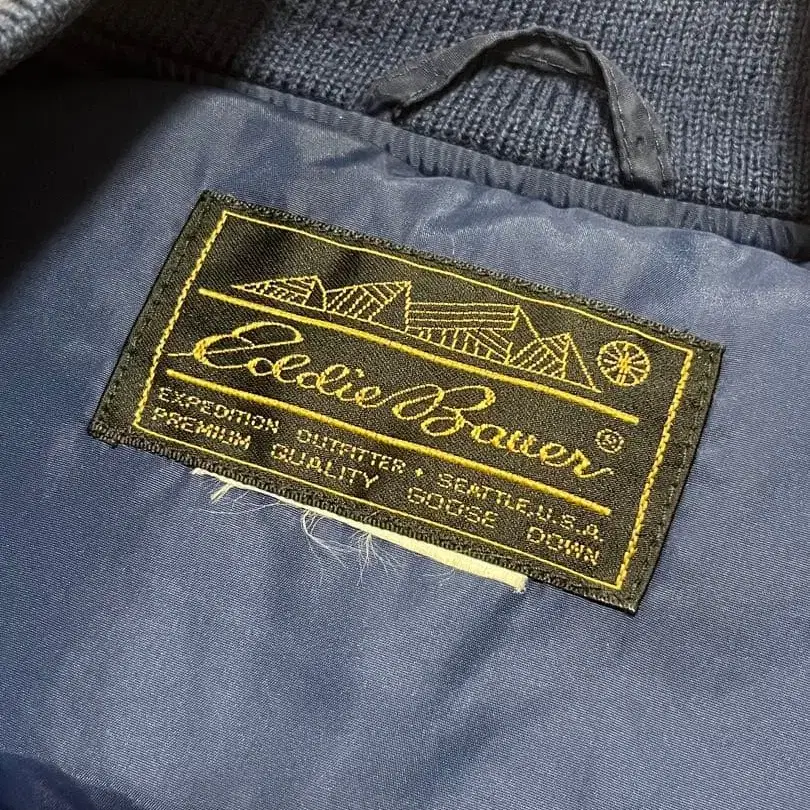 Eddie Bauer ®
EXPEDITION OUTFITTER • SEATTLE, U.S.A.
PREMIUM QUALITY GOOSE DOWN